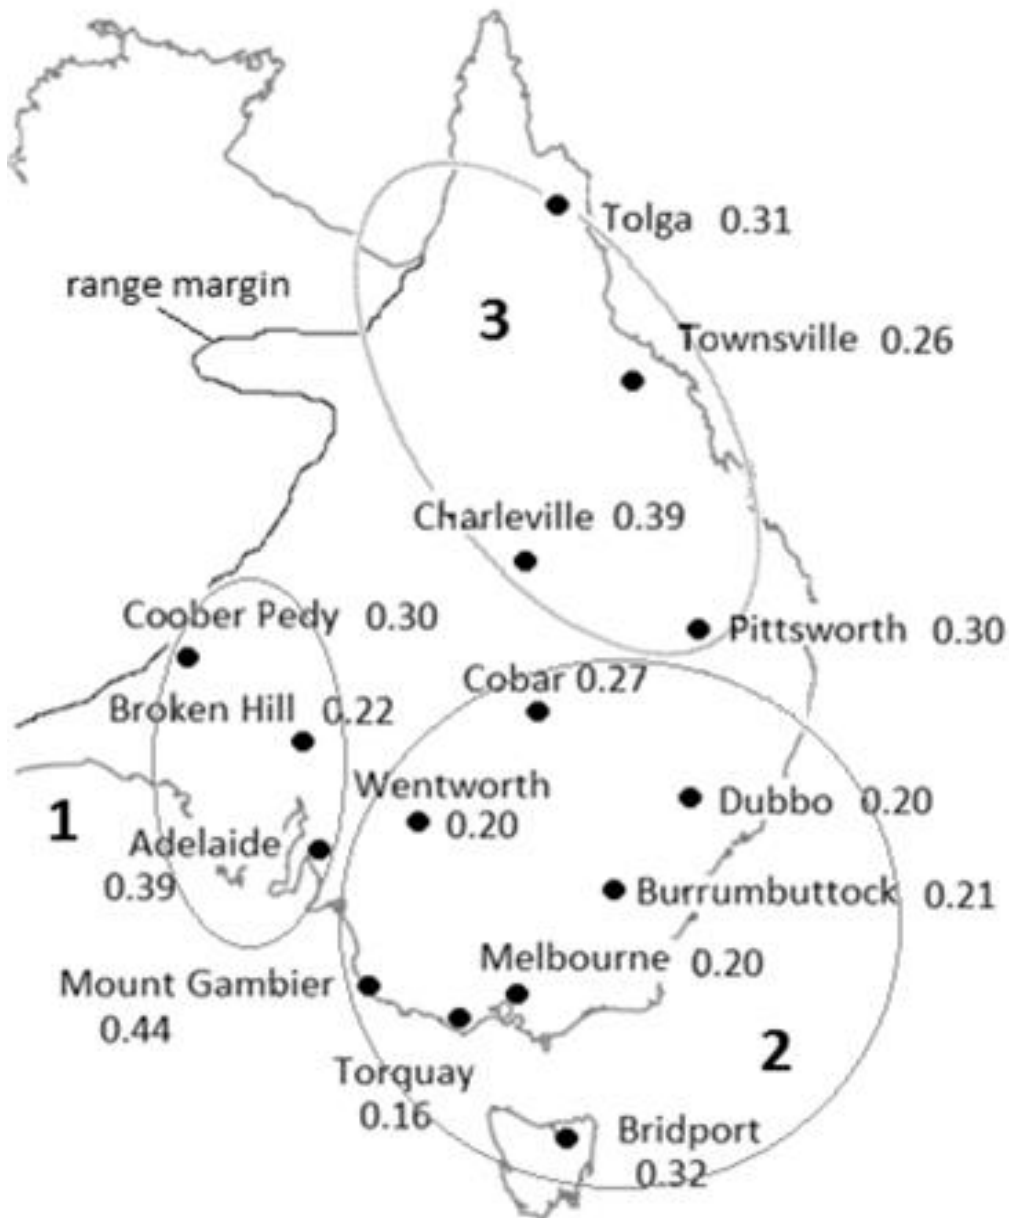 Tolga 0.31
range margin
3
Townsville 0.26
Charleville 0.39
Coober Pedy 0.30
Pittsworth 0.30
Cobar 0.27
Broken Hill 0.22
Wentworth
0.20
Dubbo 0.20
1
Adelaide
0.39
Burrumbuttock 0.21
Melbourne 0.20
Mount Gambier
0.44
2
Torquay
0.16
Bridport
0.32